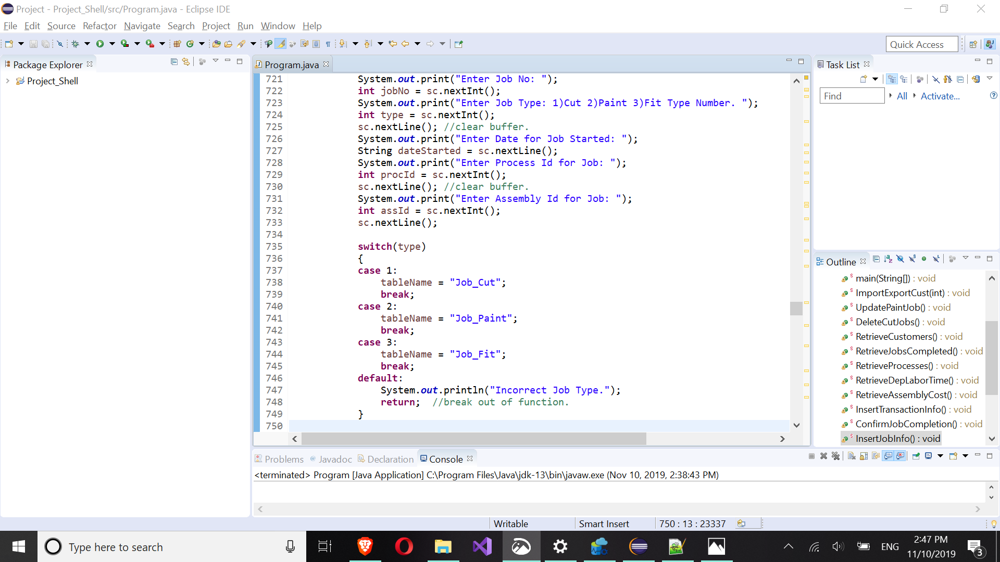 Project - Project_Shell/src/Program.java - Eclipse IDE
File Edit Source Refactor Navigate Search Project Run Window Help
Quick Access
Package Explorer
Project_Shell
Program.java
721 System.out.print("Enter Job No: ");
722 int jobNo = sc.nextInt();
723 System.out.print("Enter Job Type: 1)Cut 2)Paint 3)Fit Type Number. ");
724 int type = sc.nextInt();
725 sc.nextLine(); //clear buffer.
726 System.out.print("Enter Date for Job Started: ");
727 String dateStarted = sc.nextLine();
728 System.out.print("Enter Process Id for Job: ");
729 int procId = sc.nextInt();
730 sc.nextLine(); //clear buffer.
731 System.out.print("Enter Assembly Id for Job: ");
732 int assId = sc.nextInt();
733 sc.nextLine();
734
735 switch(type)
736 {
737 case 1:
738 tableName = "Job_Cut";
739 break;
740 case 2:
741 tableName = "Job_Paint";
742 break;
743 case 3:
744 tableName = "Job_Fit";
745 break;
746 default:
747 System.out.println("Incorrect Job Type.");
748 return; //break out of function.
749 }
750
Task List
Find All Activate...
Outline
main(String[]) : void
ImportExportCust(int) : void
UpdatePaintJob() : void
DeleteCutJobs() : void
RetrieveCustomers() : void
RetrieveJobsCompleted() : void
RetrieveProcesses() : void
RetrieveDepLaborTime() : void
RetrieveAssemblyCost() : void
InsertTransactionInfo() : void
ConfirmJobCompletion() : void
InsertJobInfo() : void
Problems @ Javadoc Declaration Console
<terminated> Program [Java Application] C:\Program Files\Java\jdk-13\bin\javaw.exe (Nov 10, 2019, 2:38:43 PM)
Writable Smart Insert 750 : 13 : 23337
Type here to search
ENG
2:47 PM
11/10/2019
3